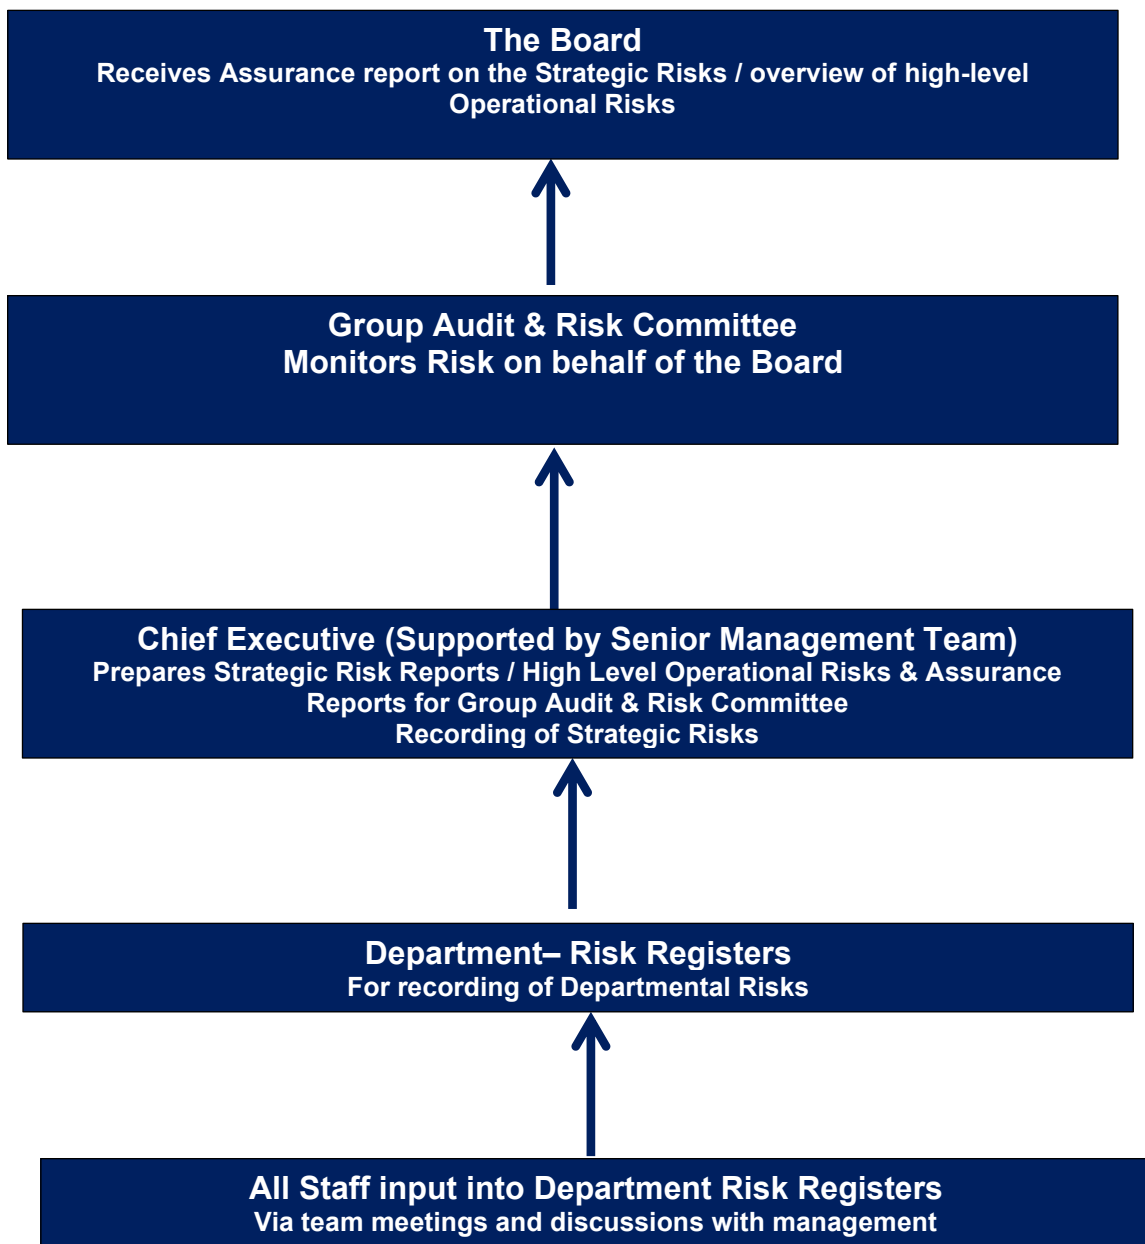 The Board
Receives Assurance report on the Strategic Risks / overview of high-level
Operational Risks
Group Audit & Risk Committee
Monitors Risk on behalf of the Board
Chief Executive (Supported by Senior Management Team)
Prepares Strategic Risk Reports / High Level Operational Risks & Assurance
Reports for Group Audit & Risk Committee
Recording of Strategic Risks
Department– Risk Registers
For recording of Departmental Risks
All Staff input into Department Risk Registers
Via team meetings and discussions with management